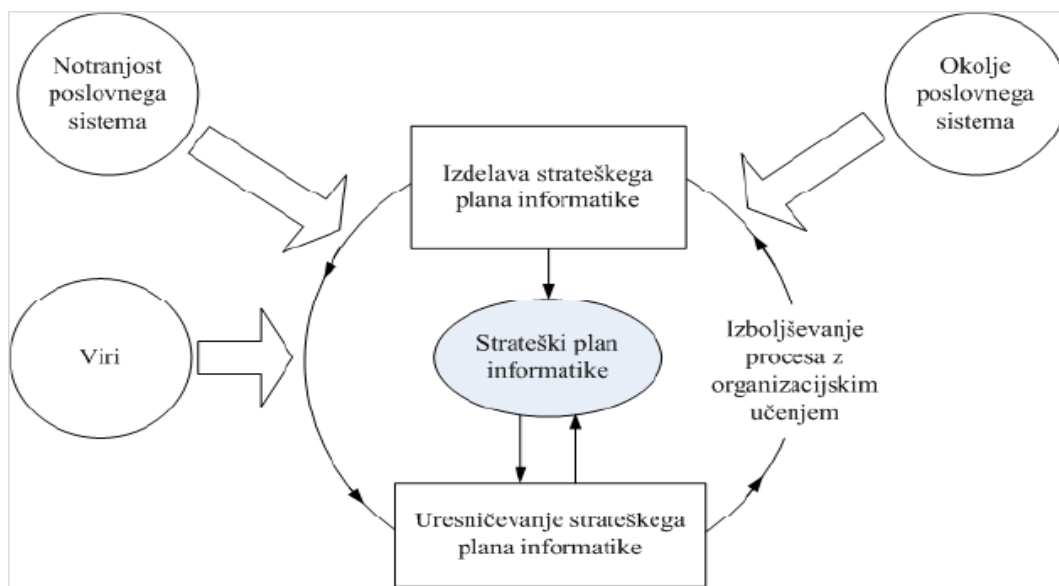 Notranjost
poslovnega
sistema
Okolje
poslovnega
sistema
Izdelava strateškega
plana informatike
Viri
Strateški plan
informatike
Izboljševanje
procesa z
organizacijskim
učenjem
Uresničevanje strateškega
plana informatike